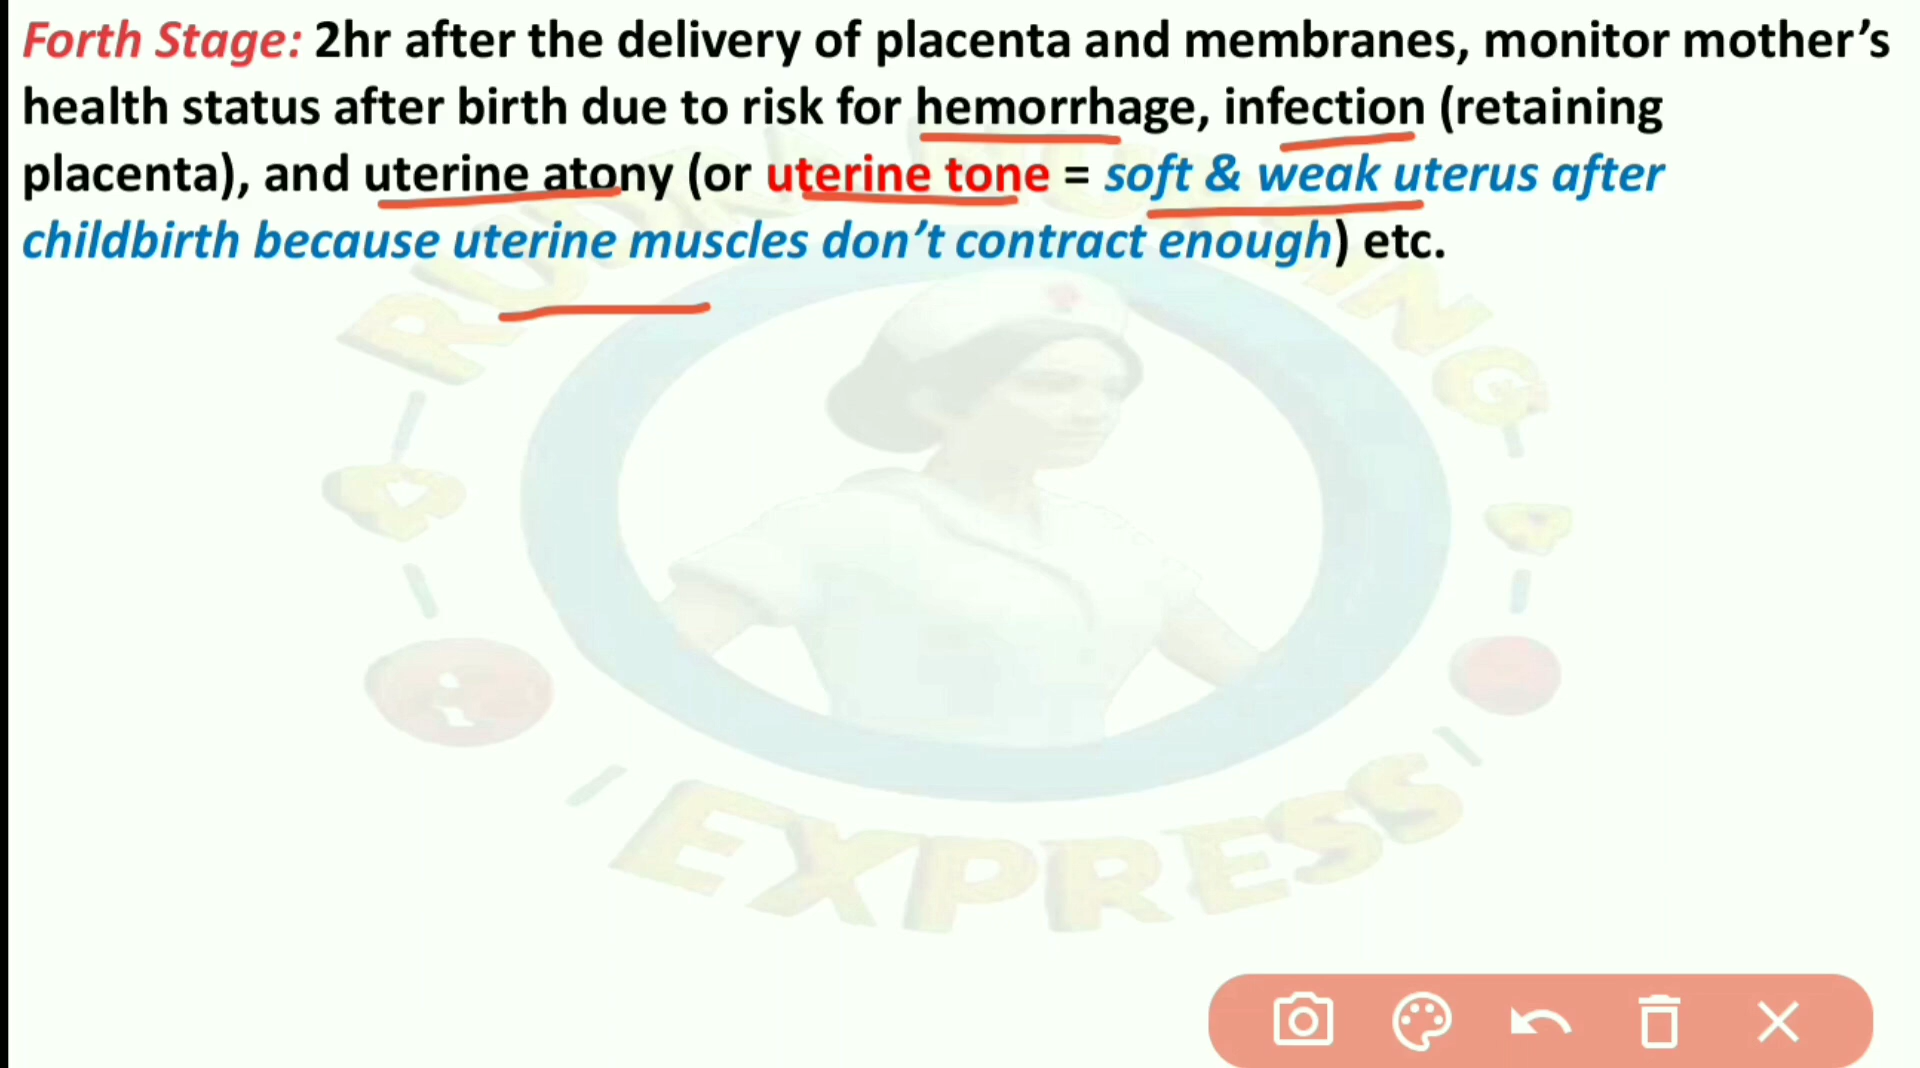 Forth Stage: 2hr after the delivery of placenta and membranes, monitor mother’s
health status after birth due to risk for hemorrhage, infection (retaining
placenta), and uterine atony (or uterine tone = soft & weak uterus after
childbirth because uterine muscles don’t contract enough) etc.
EXPRESS